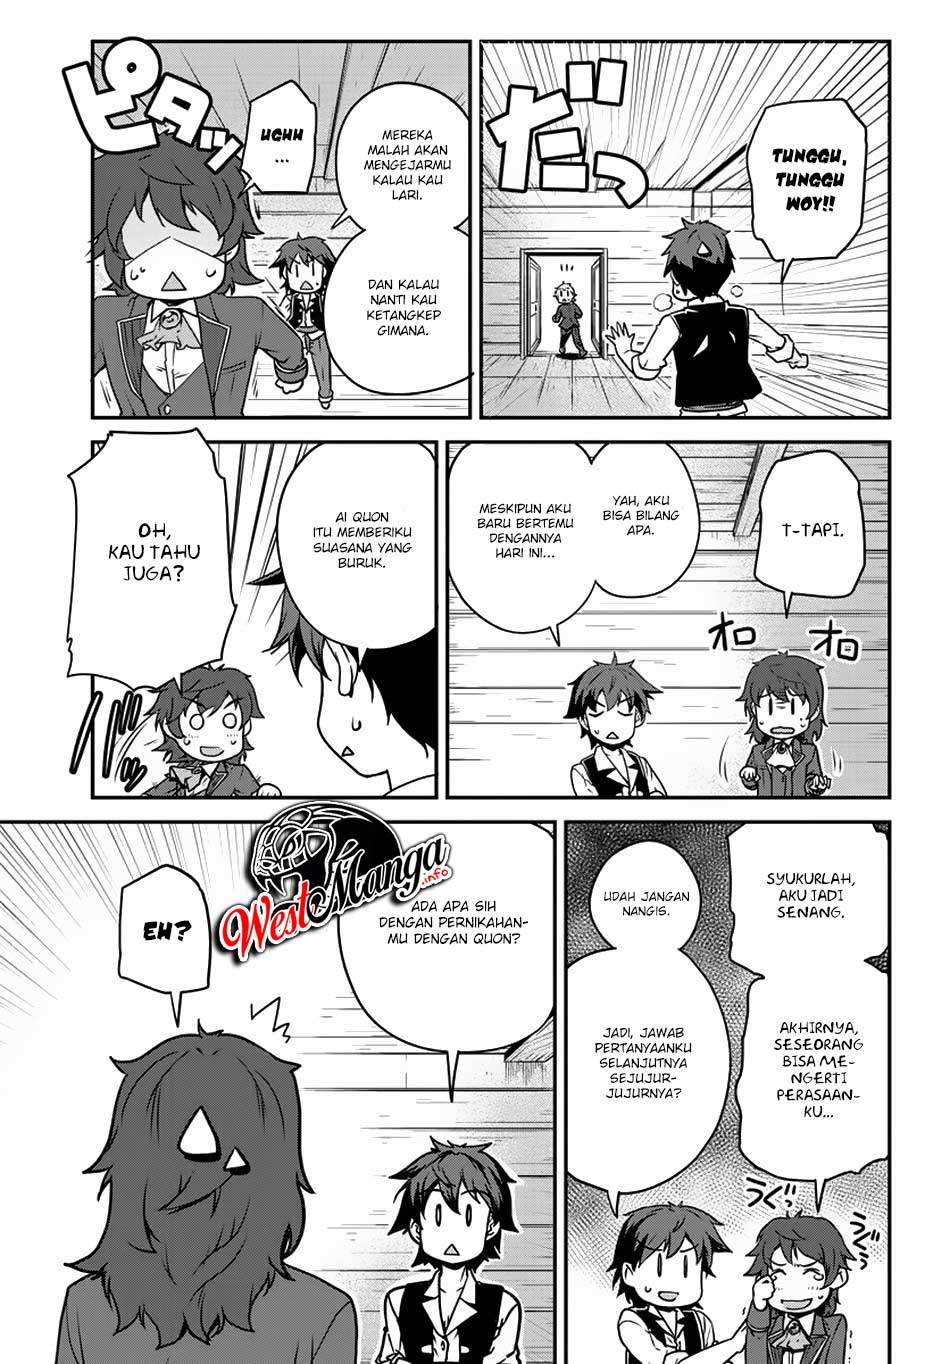 TUNGGU,
TUNGGU
WOY!!
だっ
MEREKA
MALAH AKAN
MENGEJARMU
KALAU KAU
LARI.
DAN KALAU
NANTI KAU
KETANGKEP
GIMANA.
UGHH
...
ピタッ
T-TAPI.
YAH, AKU
BISA BILANG
APA.
MESKIPUN AKU
BARU BERTEMU
DENGANNYA
HARI INI...
オロ
オロ
AI QUON
ITU MEMBERIKU
SUASANA YANG
BURUK.
OH,
KAU TAHU
JUGA?
SYUKURLAH,
AKU JADI
SENANG.
AKHIRNYA,
SESEORANG
BISA ME-
NGERTI
PERASAAN-
KU...
UDAH JANGAN
NANGIS.
JADI, JAWAB
PERTANYAANKU
SELANJUTNYA
SEJUJUR-
JUJURNYA?
うぐっ
うぐっ
ADA APA SIH
DENGAN PERNIKAHAN-
MU DENGAN QUON?
EH?
WestManga
.info